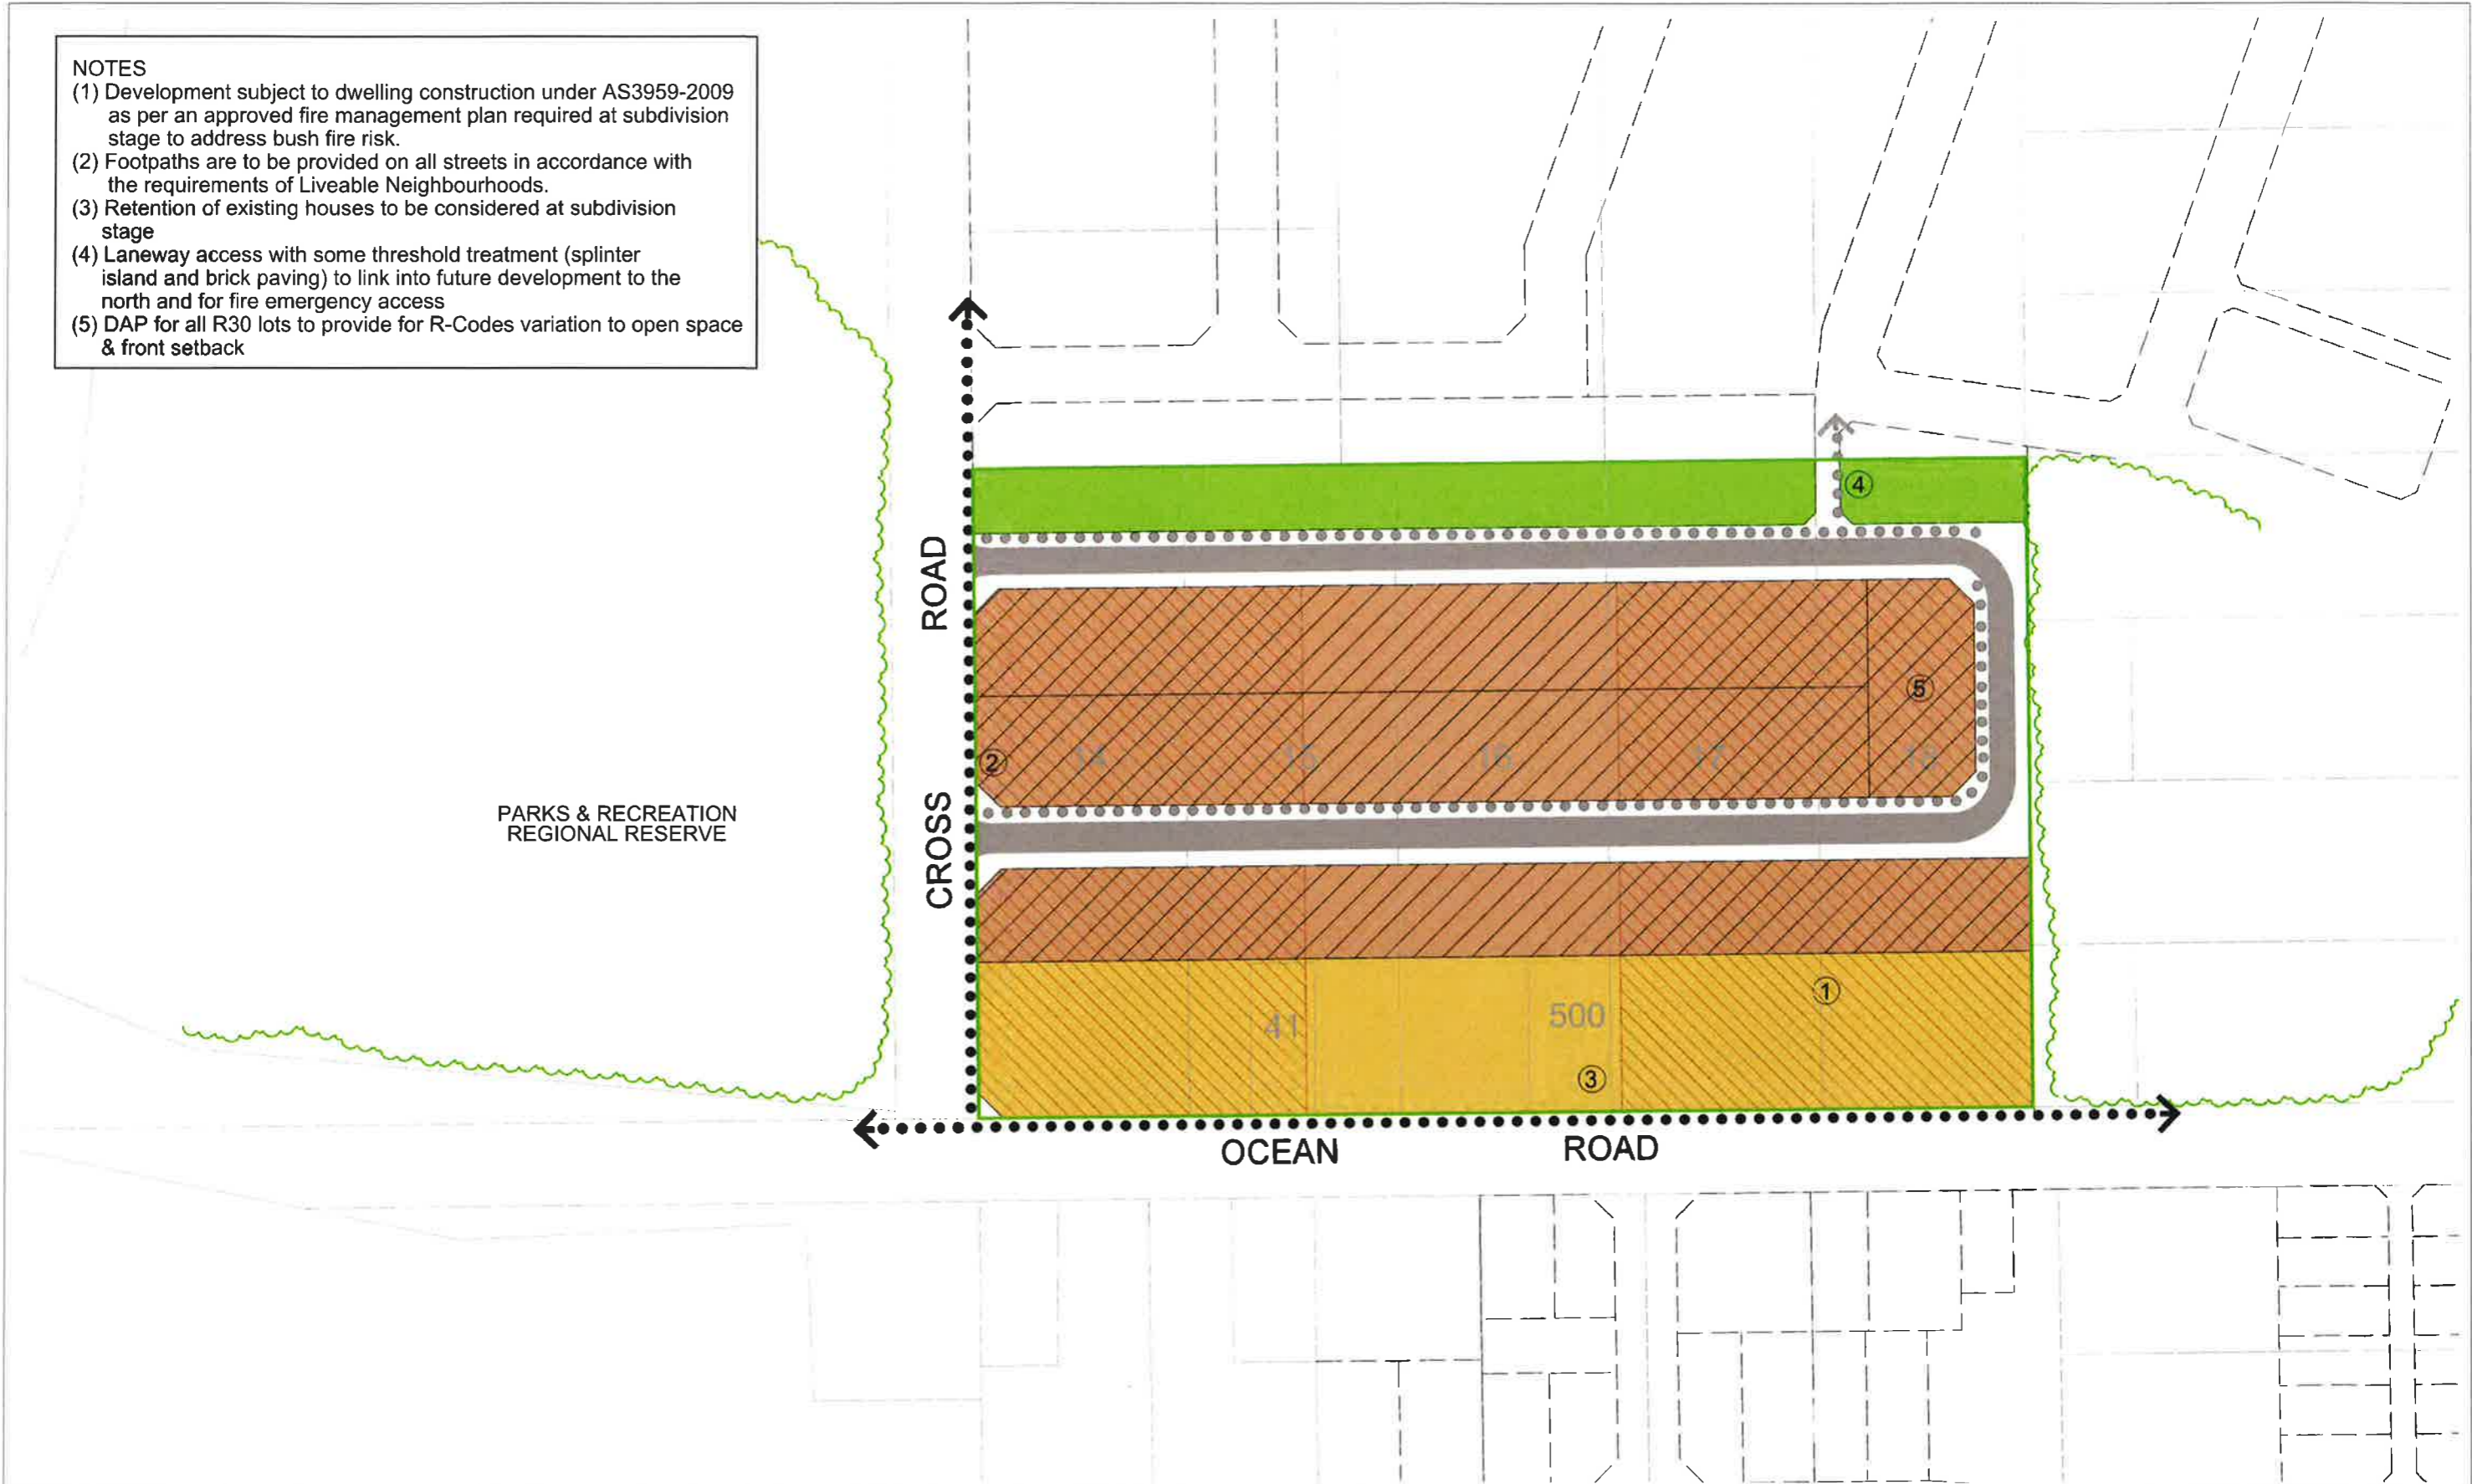 NOTES
(1) Development subject to dwelling construction under AS3959-2009
as per an approved fire management plan required at subdivision
stage to address bush fire risk.
(2) Footpaths are to be provided on all streets in accordance with
the requirements of Liveable Neighbourhoods.
(3) Retention of existing houses to be considered at subdivision
stage
(4) Laneway access with some threshold treatment (splinter
island and brick paving) to link into future development to the
north and for fire emergency access
(5) DAP for all R30 lots to provide for R-Codes variation to open space
& front setback
4
ROAD
5
2
14
15
16
17
18
PARKS & RECREATION
REGIONAL RESERVE
CROSS
1
41
500
3
OCEAN ROAD